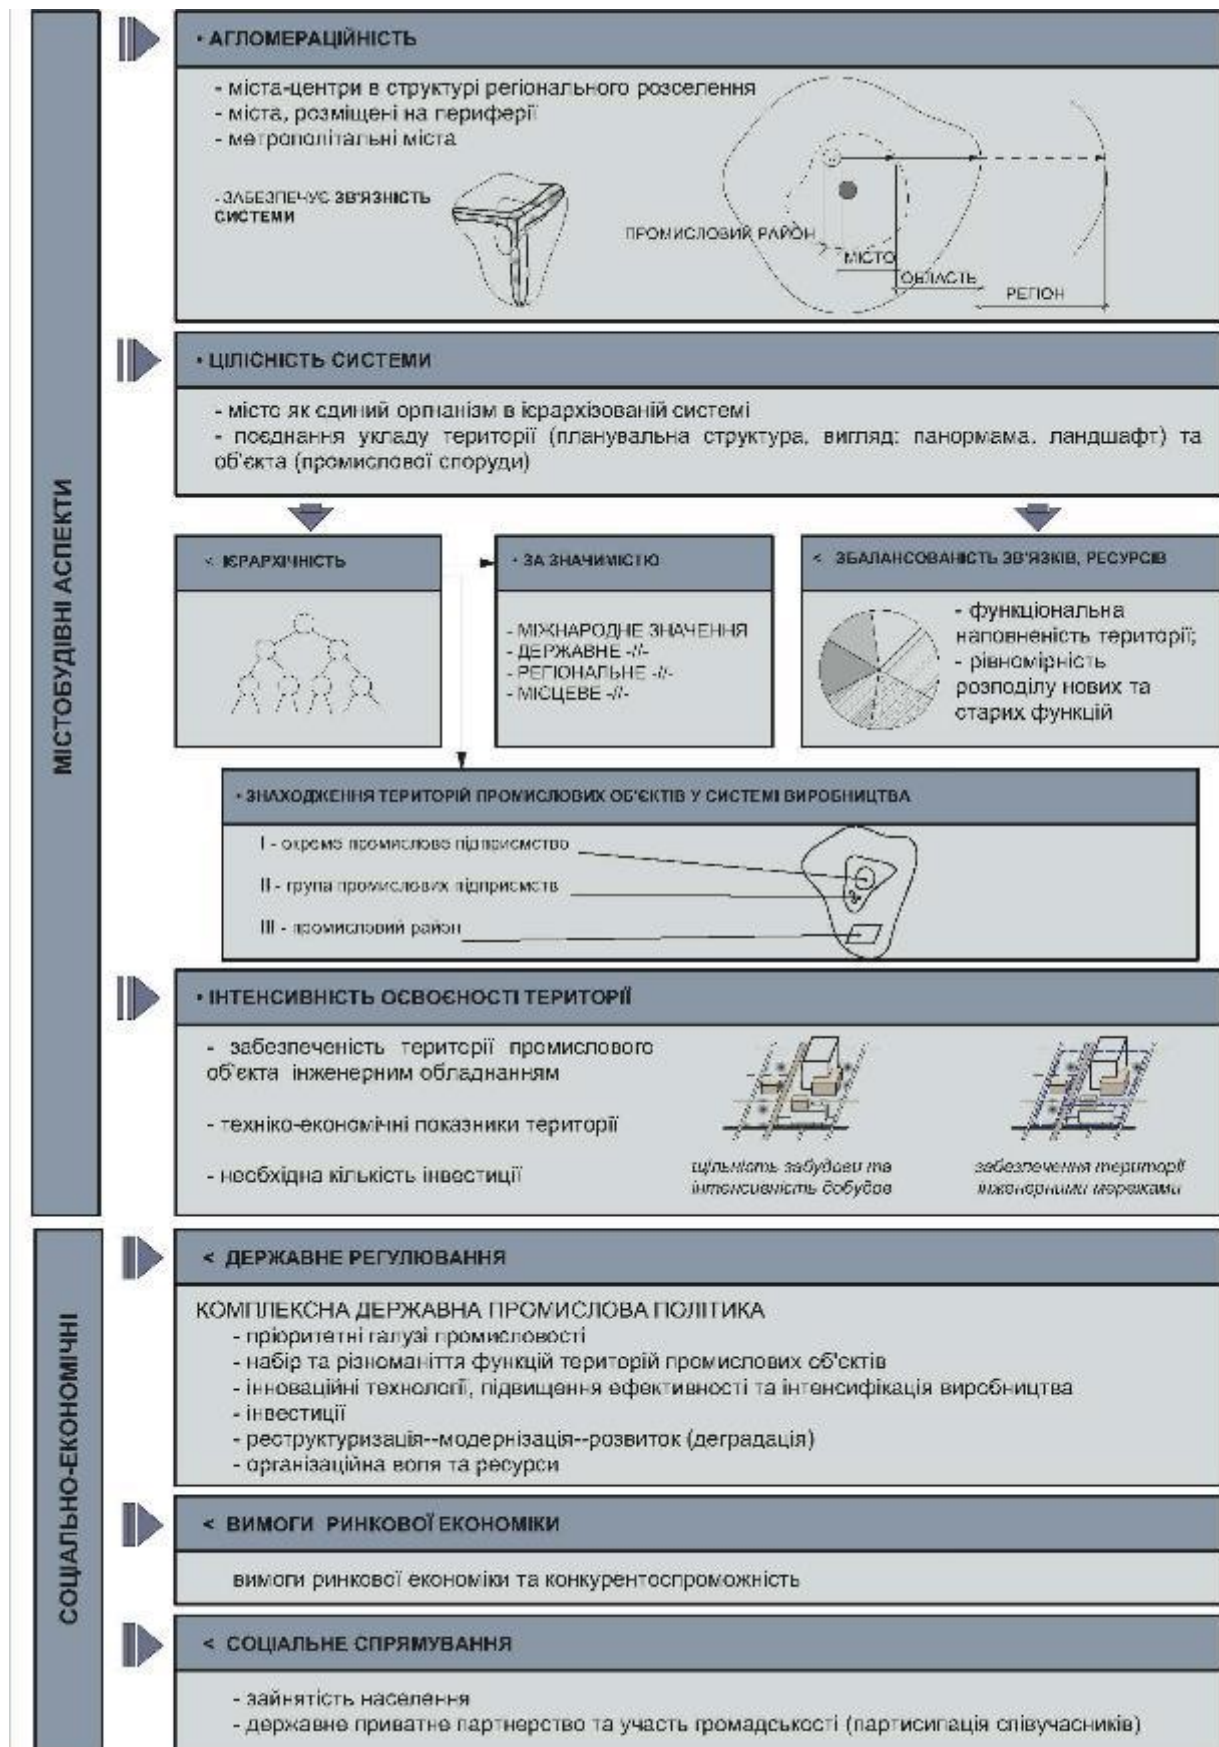 МІСТОБУДІВНІ АСПЕКТИ
• АГЛОМЕРАЦІЙНІСТЬ
- міста-центри в структурі регіонального розселення
- міста, розміщені на периферії
- метрополітальні міста
- ЗАБЕЗПЕЧУЄ ЗВ'ЯЗНІСТЬ
СИСТЕМИ
ПРОМИСЛОВИЙ РАЙОН
МІСТО
ОБЛАСТЬ
РЕГІОН
• ЦІЛІСНІСТЬ СИСТЕМИ
- місто як єдиний оргнанізм в ієрархізованій системі
- поєднання укладу території (планувальна структура, вигляд: панормама, ландшафт) та
об'єкта (промислової споруди)
< ІЄРАРХІЧНІСТЬ
• ЗА ЗНАЧИМІСТЮ
- МІЖНАРОДНЕ ЗНАЧЕННЯ
- ДЕРЖАВНЕ -//-
- РЕГІОНАЛЬНЕ -//-
- МІСЦЕВЕ -//-
< ЗБАЛАНСОВАНІСТЬ ЗВ'ЯЗКІВ, РЕСУРСІВ
- функціональна
наповненість території;
- рівномірність
розподілу нових та
старих функцій
• ЗНАХОДЖЕННЯ ТЕРИТОРІЙ ПРОМИСЛОВИХ ОБ'ЄКТІВ У СИСТЕМІ ВИРОБНИЦТВА
I - окреме промислове підприємство
II - група промислових підприємств
III - промисловий район
• ІНТЕНСИВНІСТЬ ОСВОЄНОСТІ ТЕРИТОРІЇ
- забезпеченість території промислового
об'єкта інженерним обладнанням
- техніко-економічні показники території
- необхідна кількість інвестиції
щільність забудови та
інтенсивність добудов
забезпечення території
інженерними мережами
СОЦІАЛЬНО-ЕКОНОМІЧНІ
< ДЕРЖАВНЕ РЕГУЛЮВАННЯ
КОМПЛЕКСНА ДЕРЖАВНА ПРОМИСЛОВА ПОЛІТИКА
- пріоритетні галузі промисловості
- набір та різноманіття функцій територій промислових об'єктів
- інноваційні технології, підвищення ефективності та інтенсифікація виробництва
- інвестиції
- реструктуризація--модернізація--розвиток (деградація)
- організаційна воля та ресурси
< ВИМОГИ РИНКОВОЇ ЕКОНОМІКИ
вимоги ринкової економіки та конкурентоспроможність
< СОЦІАЛЬНЕ СПРЯМУВАННЯ
- зайнятість населення
- державне приватне партнерство та участь громадськості (партисипація співучасників)